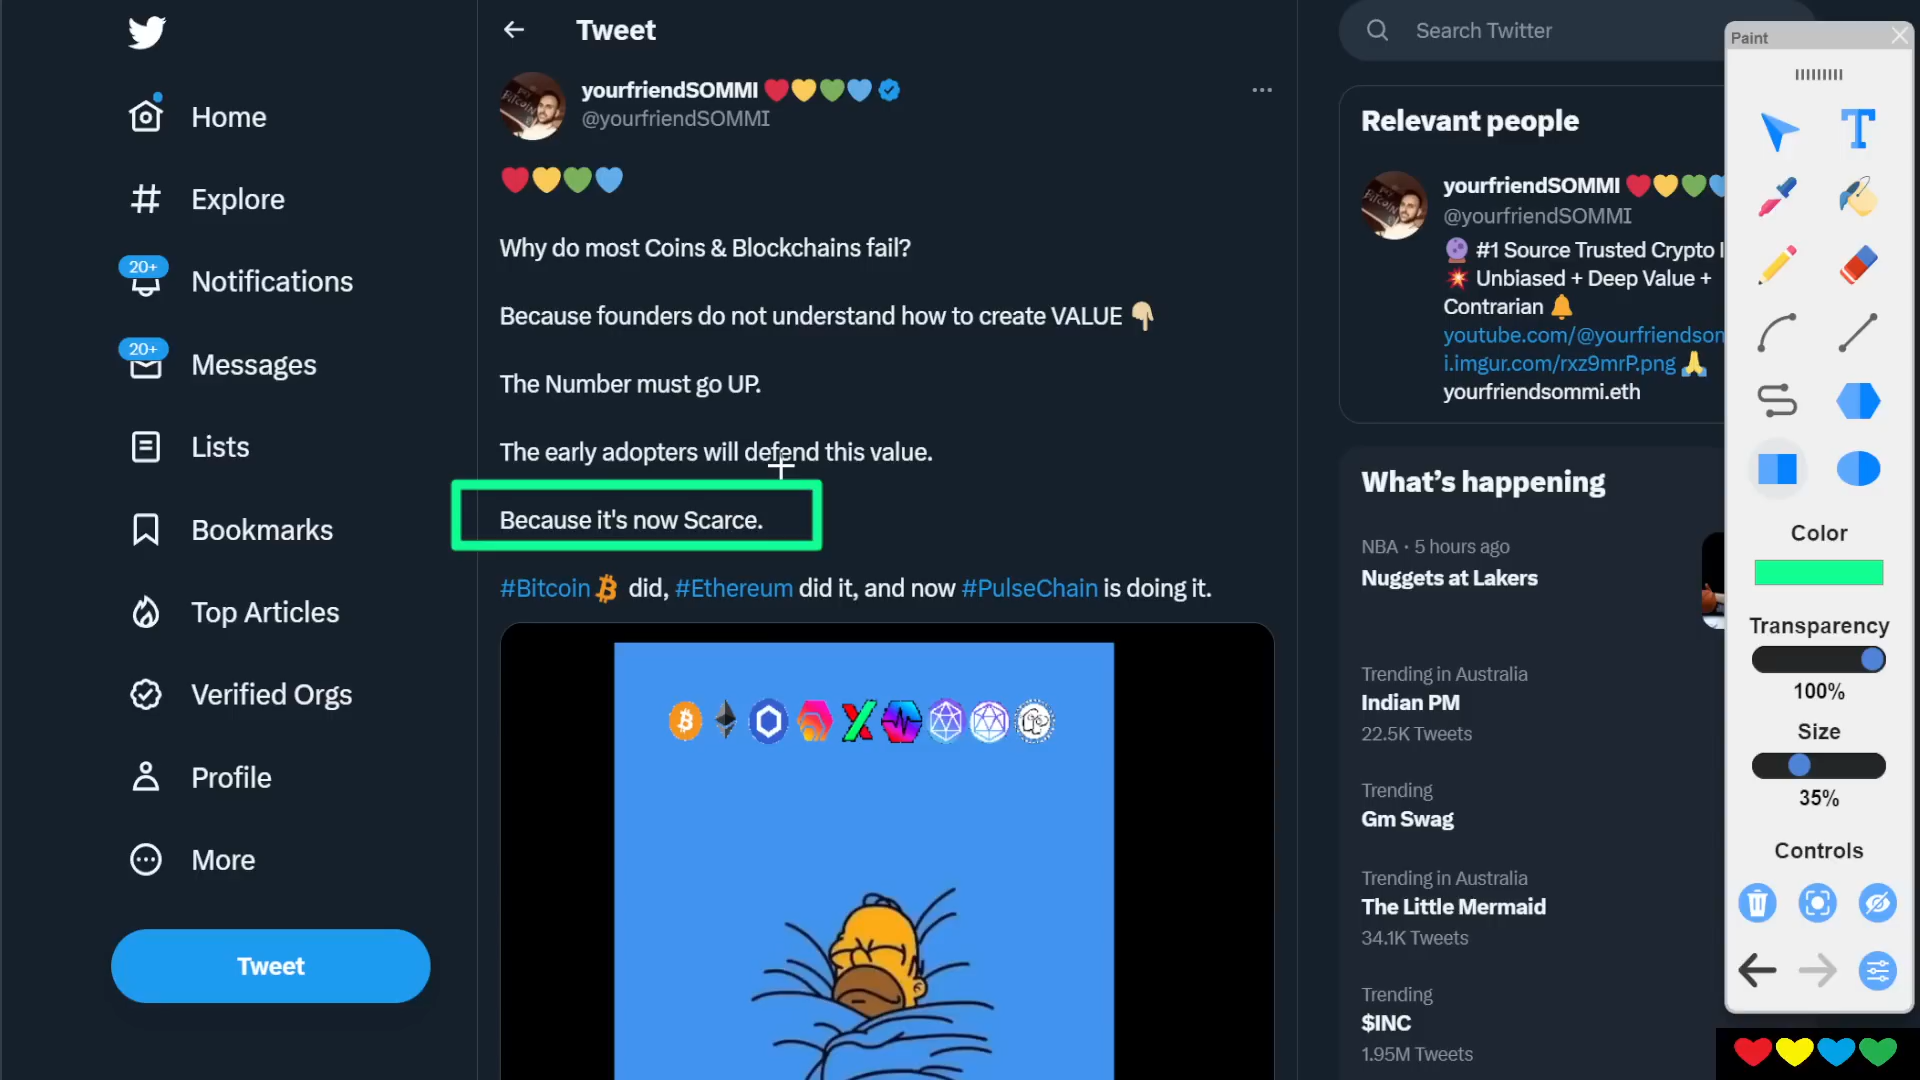 Home
Explore
20+
Notifications
20+
Messages
Lists
Bookmarks
Top Articles
Verified Orgs
Profile
More
Tweet
Tweet
yourfriendSOMMI
@yourfriendSOMMI
Why do most Coins & Blockchains fail?
Because founders do not understand how to create VALUE
The Number must go UP.
The early adopters will defend this value.
Because it's now Scarce.
#Bitcoin did, #Ethereum did it, and now #PulseChain is doing it.
Search Twitter
Relevant people
yourfriendSOMMI
@yourfriendSOMMI
#1 Source Trusted Crypto
Unbiased + Deep Value +
Contrarian
youtube.com/@yourfriendson
i.imgur.com/rxz9mrP.png
yourfriendsommi.eth
What's happening
NBA · 5 hours ago
Nuggets at Lakers
Trending in Australia
Indian PM
22.5K Tweets
Trending
Gm Swag
Trending in Australia
The Little Mermaid
34.1K Tweets
Trending
$INC
1.95M Tweets
Paint
T
Color
Transparency
100%
Size
35%
Controls